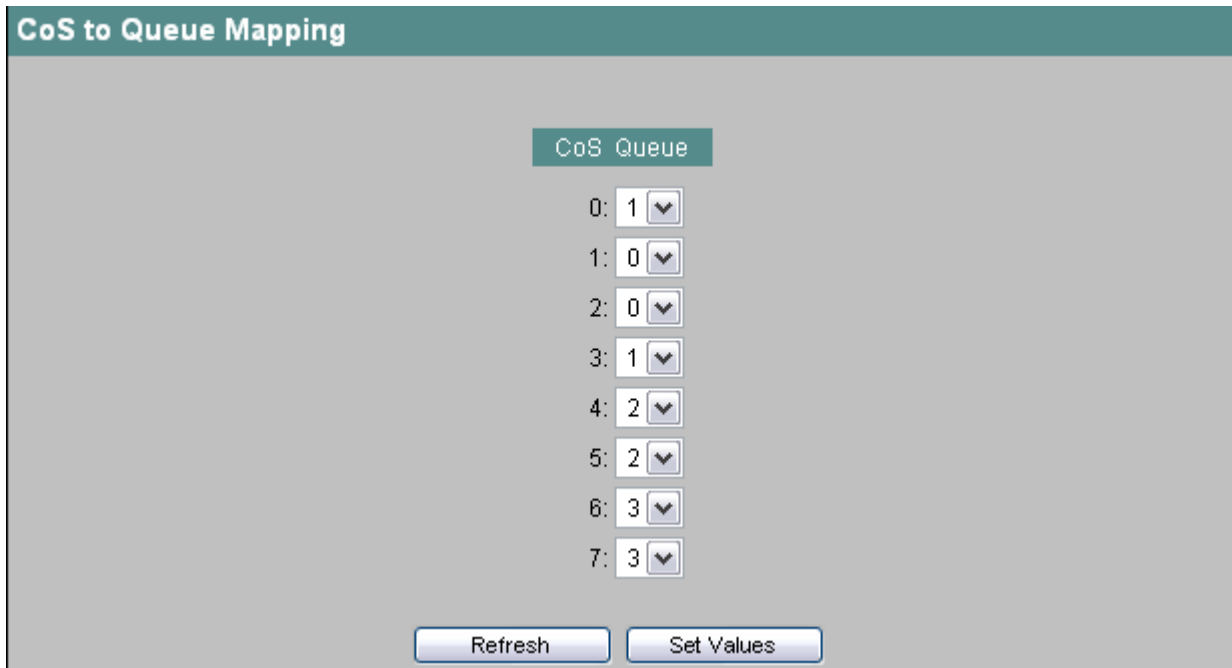 CoS to Queue Mapping
CoS Queue
0: 1
1: 0
2: 0
3: 1
4: 2
5: 2
6: 3
7: 3
Refresh Set Values